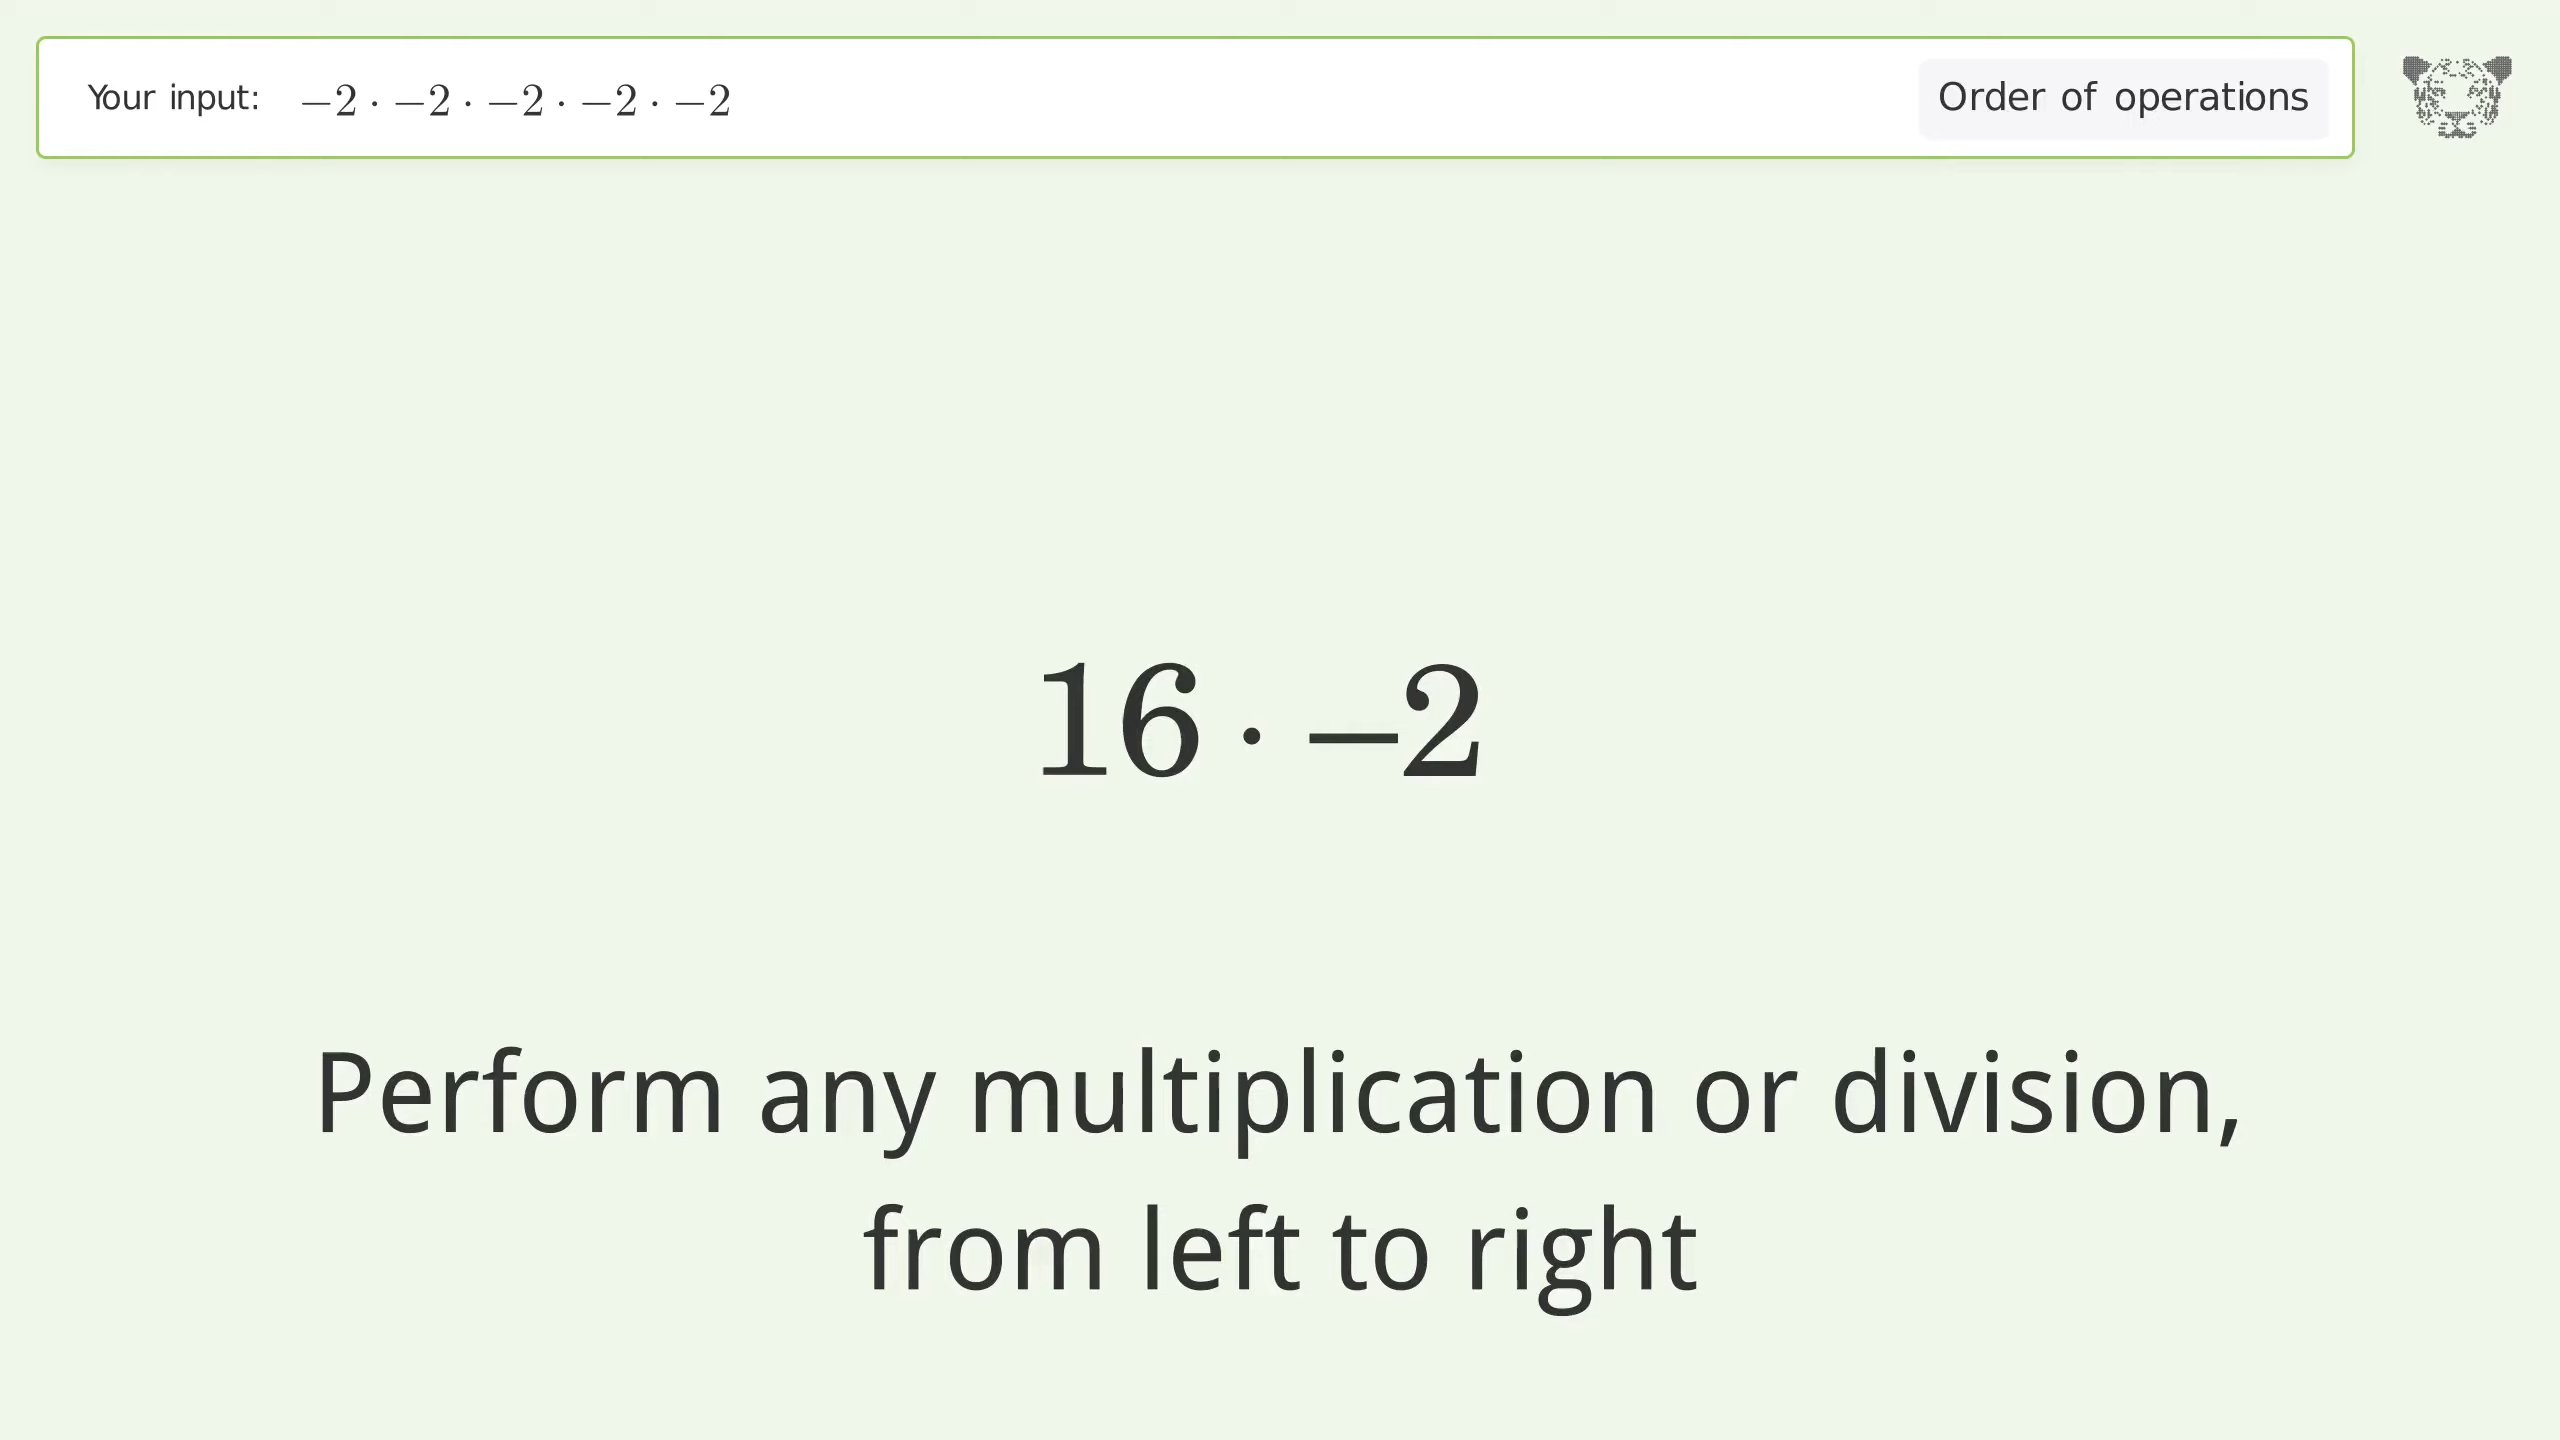 Your input: −2 · −2 · −2 · −2 · −2
Order of operations
16 · −2
Perform any multiplication or division,
from left to right